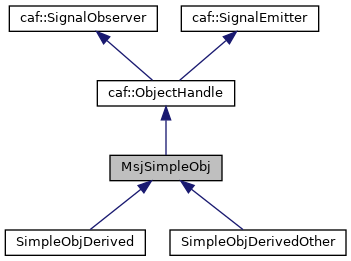 caf::SignalObserver
caf::SignalEmitter
caf::ObjectHandle
MsjSimpleObj
SimpleObjDerived
SimpleObjDerivedOther